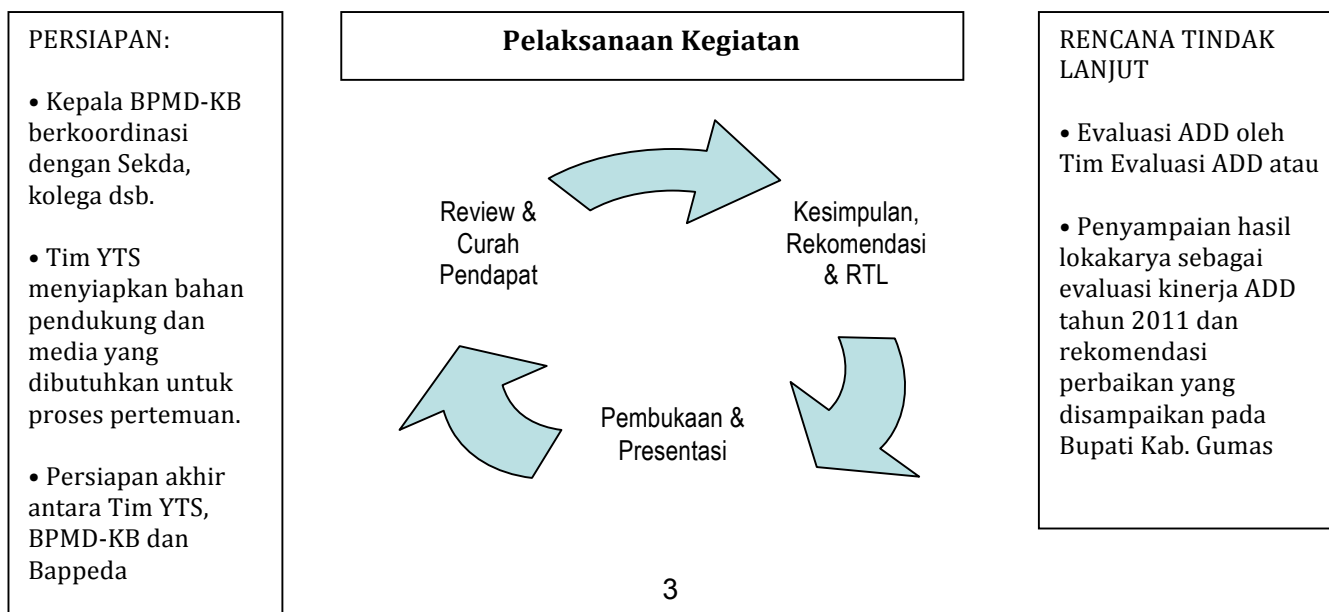 PERSIAPAN:
• Kepala BPMD-KB
berkoordinasi
dengan Sekda,
kolega dsb.
• Tim YTS
menyiapkan bahan
pendukung dan
media yang
dibutuhkan untuk
proses pertemuan.
• Persiapan akhir
antara Tim YTS,
BPMD-KB dan
Bappeda
Pelaksanaan Kegiatan
Review &
Curah
Pendapat
Kesimpulan,
Rekomendasi
& RTL
Pembukaan &
Presentasi
RENCANA TINDAK
LANJUT
• Evaluasi ADD oleh
Tim Evaluasi ADD atau
• Penyampaian hasil
lokakarya sebagai
evaluasi kinerja ADD
tahun 2011 dan
rekomendasi
perbaikan yang
disampaikan pada
Bupati Kab. Gumas
3